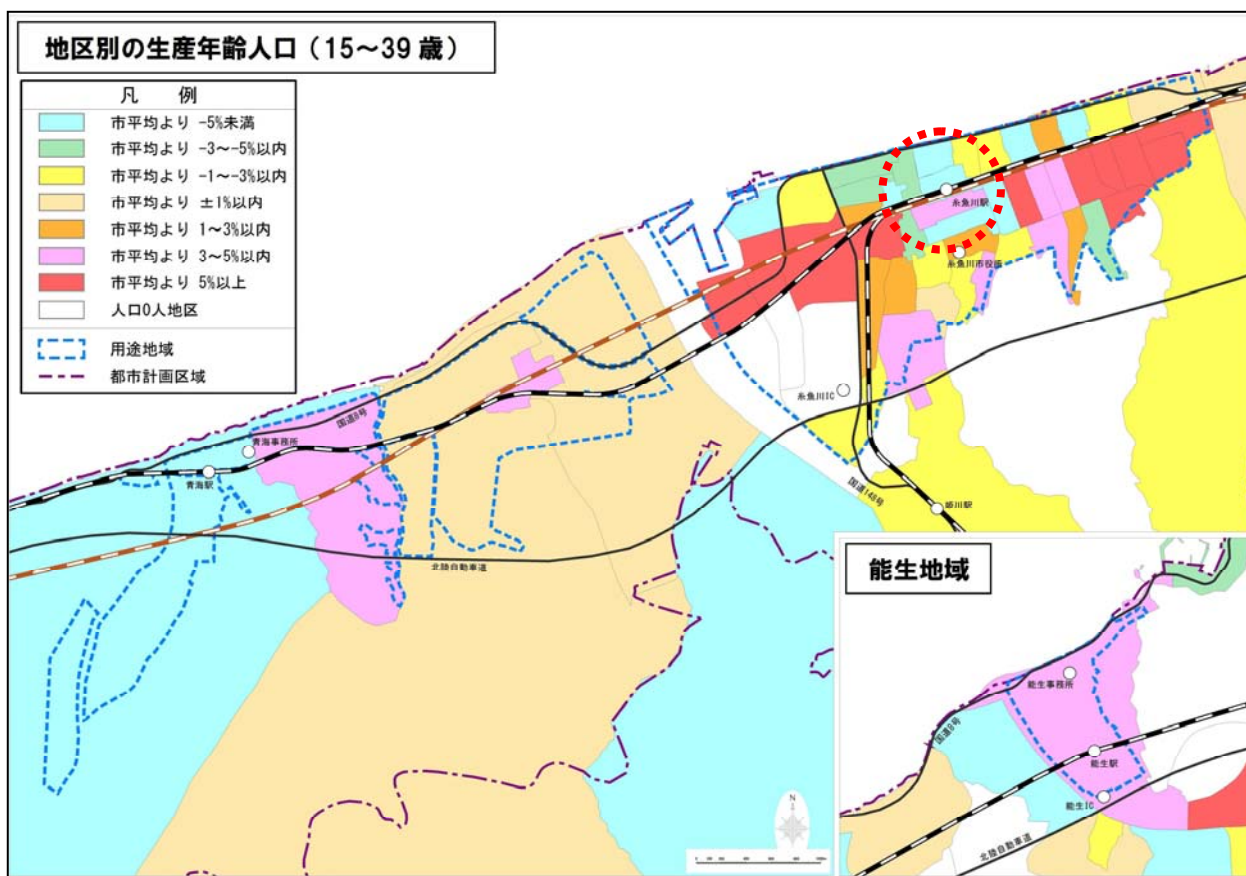 地区別の生産年齢人口（15～39歳）
凡　例
市平均より -5%未満
市平均より -3～-5%以内
市平均より -1～-3%以内
市平均より ±1%以内
市平均より 1～3%以内
市平均より 3～5%以内
市平均より 5%以上
人口0人地区
用途地域
都市計画区域
糸魚川駅
糸魚川市役所
糸魚川IC
国道8号
青海事務所
青海駅
国道148号
姫川駅
北陸自動車道
N
能生地域
能生事務所
国道8号
能生駅
能生IC
北陸自動車道